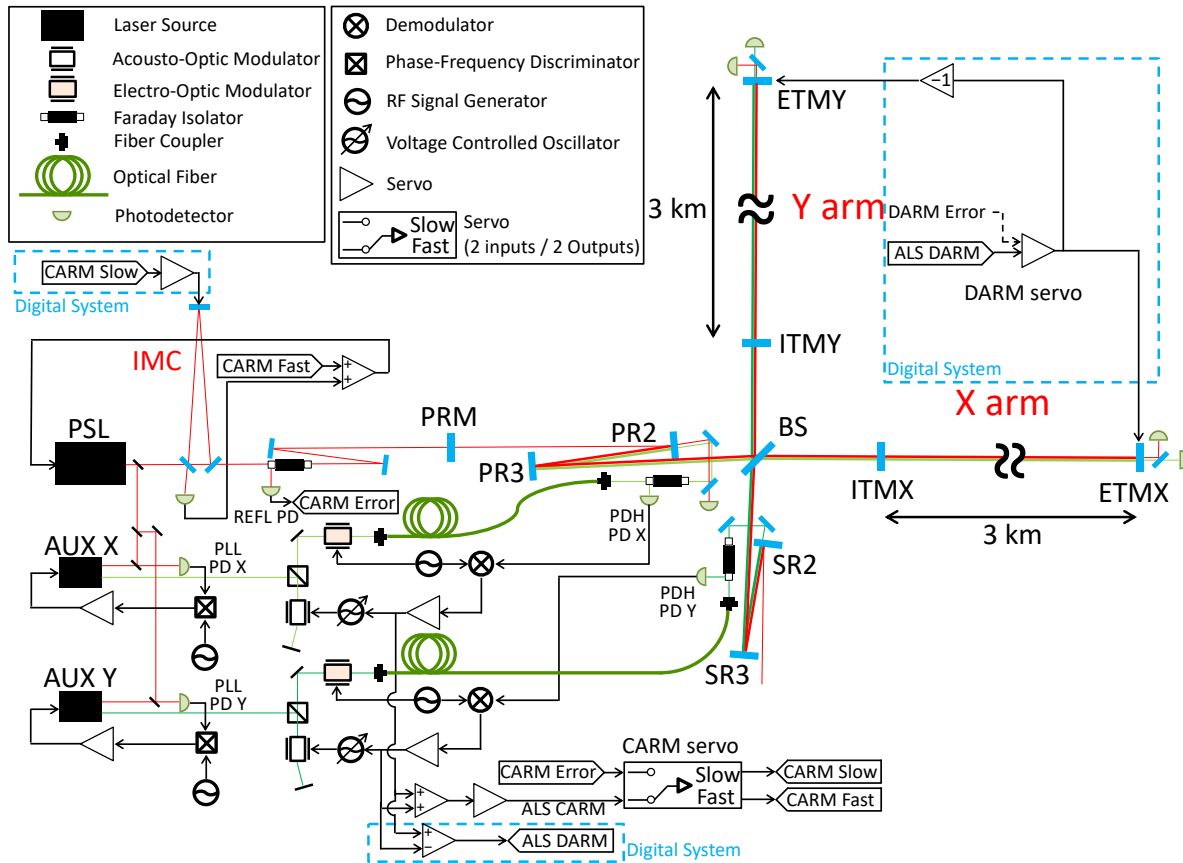 Laser Source
Acousto-Optic Modulator
Electro-Optic Modulator
Faraday Isolator
Fiber Coupler
Optical Fiber
Photodetector
Demodulator
Phase-Frequency Discriminator
RF Signal Generator
Voltage Controlled Oscillator
Servo
Slow
Fast
Servo
(2 inputs / 2 Outputs)
CARM Slow
Digital System
IMC
CARM Fast
+
+
PSL
REFL PD
CARM Error
PRM
PR2
PR3
BS
ETMY
3 km
Y arm
ITMY
−1
DARM Error
ALS DARM
DARM servo
Digital System
X arm
ITMX
ETMX
3 km
PDH
PD X
PDH
PD Y
SR2
SR3
AUX X
PLL
PD X
AUX Y
PLL
PD Y
CARM servo
CARM Error
Slow
Fast
CARM Slow
CARM Fast
+
+
ALS CARM
+
−
ALS DARM
Digital System